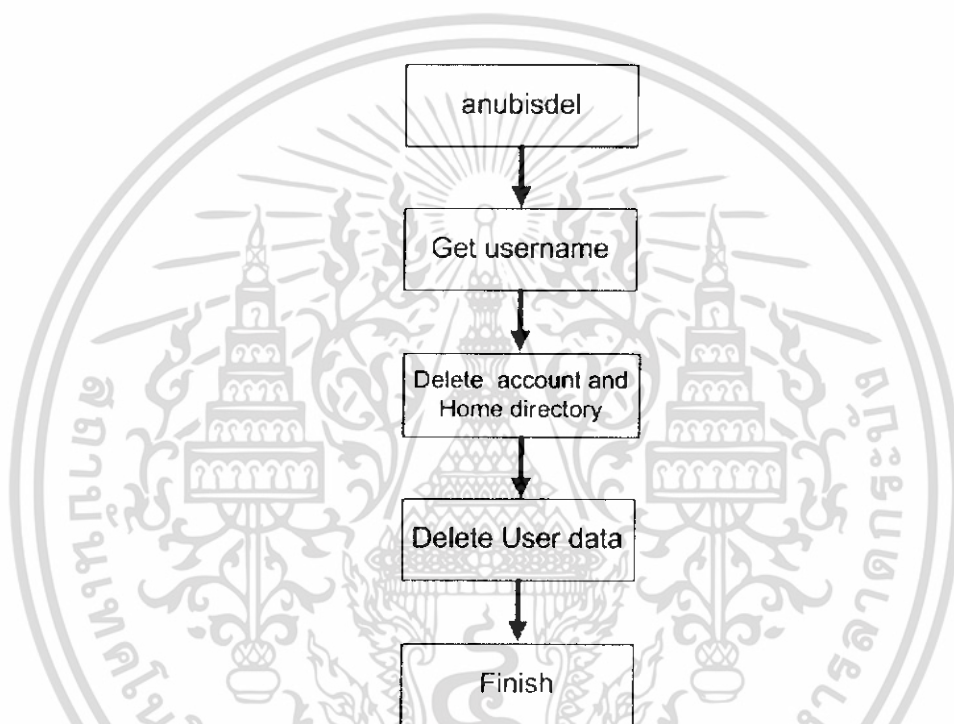 anubisdel
Get username
Delete account and
Home directory
Delete User data
Finish